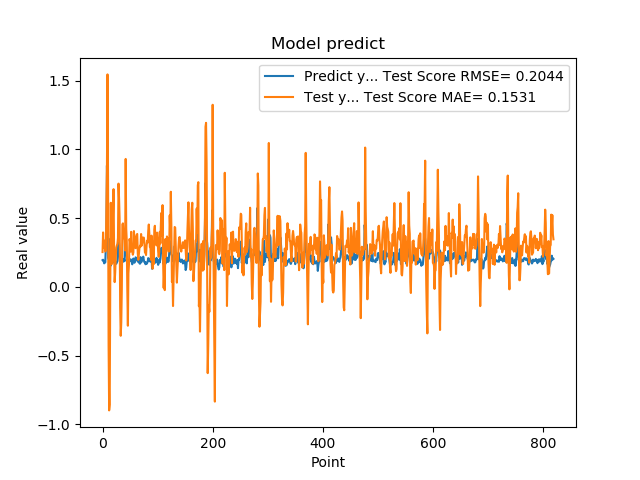 Model predict
Predict y... Test Score RMSE= 0.2044
Test y... Test Score MAE= 0.1531
Real value
1.5
1.0
0.5
0.0
−0.5
−1.0
0 200 400 600 800
Point